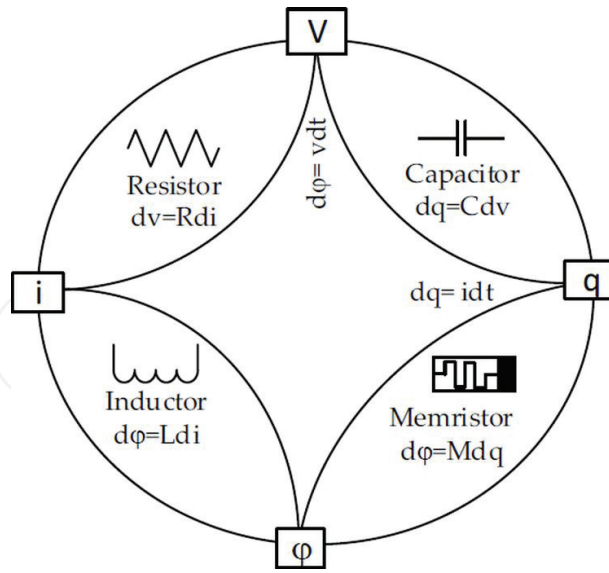 V
dφ= vdt
Resistor
dv=Rdi
Capacitor
dq=Cdv
i
dq= idt
q
Inductor
dφ=Ldi
Memristor
dφ=Mdq
φ